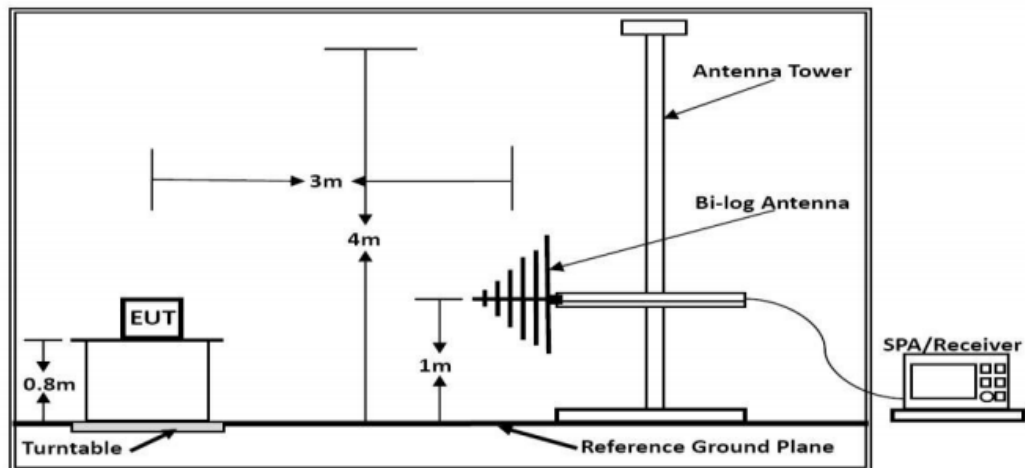 Antenna Tower
3m
Bi-log Antenna
4m
EUT
SPA/Receiver
0.8m
1m
Turntable
Reference Ground Plane